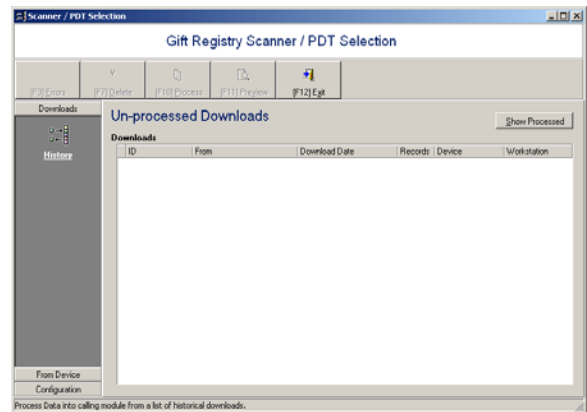 Scanner / PDT Selection
Gift Registry Scanner / PDT Selection
[F3] Errors [F7] Delete [F10] Process [F11] Preview [F12] Exit
Downloads
History
Un-processed Downloads
Show Processed
Downloads
ID From Download Date Records Device Workstation
From Device
Configuration
Process Data into calling module from a list of historical downloads.